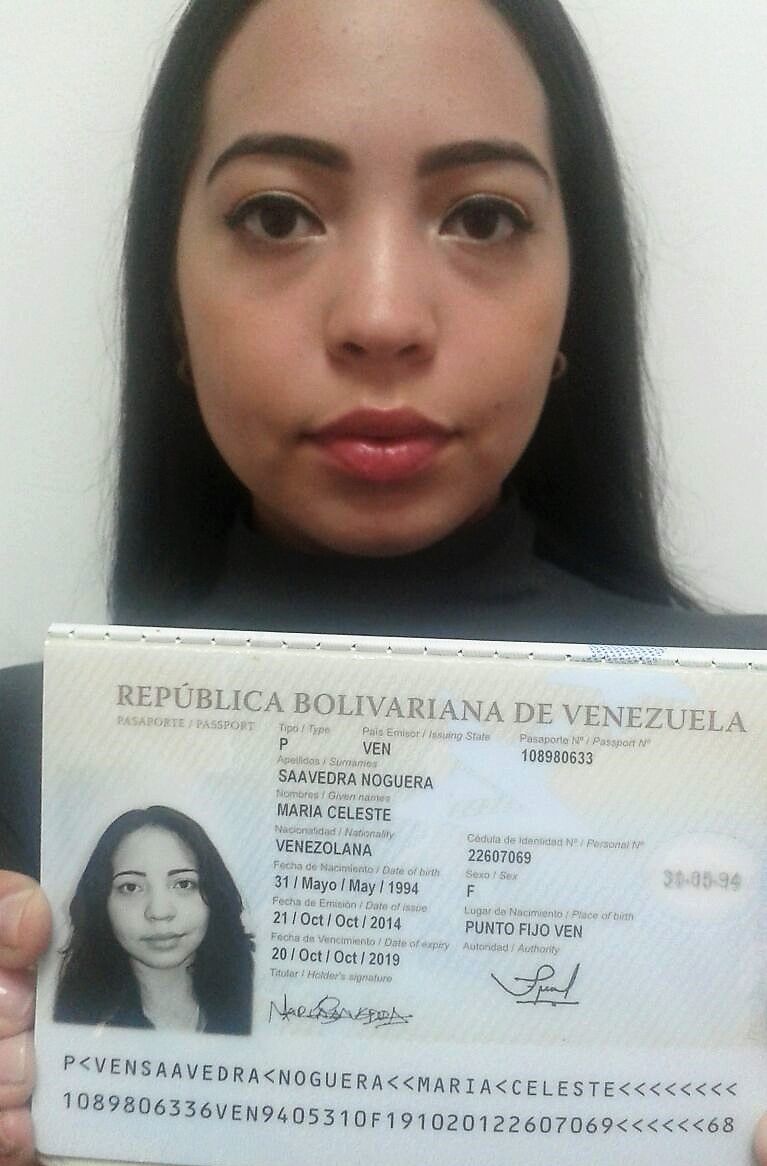 REPÚBLICA BOLIVARIANA DE VENEZUELA
PASAPORTE / PASSPORT
Tipo / Type País Emisor / Issuing State Pasaporte Nº / Passport Nº
P VEN 108980633
Apellidos / Surnames
SAAVEDRA NOGUERA
Nombres / Given names
MARIA CELESTE
Nacionalidad / Nationality Cédula de Identidad Nº / Personal Nº
VENEZOLANA 22607069
Fecha de Nacimiento / Date of birth Sexo / Sex
31 / Mayo / May / 1994 F
Fecha de Emisión / Date of issue Lugar de Nacimiento / Place of birth
21 / Oct / Oct / 2014 PUNTO FIJO VEN
Fecha de Vencimiento / Date of expiry Autoridad / Authority
20 / Oct / Oct / 2019
Titular / Holder's signature
P<VENSAAVEDRA<NOGUERA<<MARIA<CELESTE<<<<<<<<
1089806336VEN9405310F191020122607069<<<<<<68